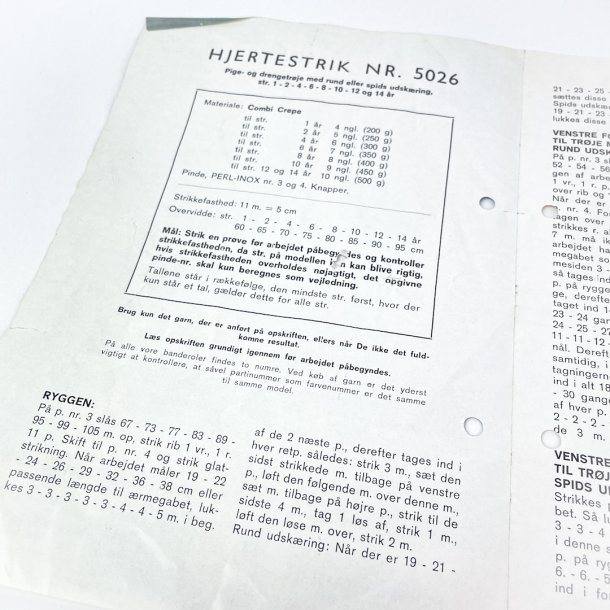 HJERTESTRIK NR. 5026
Pige- og drengetrøje med rund eller spids udskæring,
str. 1 - 2 - 4 - 6 - 8 - 10 - 12 og 14 år
Materiale: Combi Crepe
til str. 1 år 4 ngl. (200 g)
til str. 2 år 5 ngl. (250 g)
til str. 4 år 6 ngl. (300 g)
til str. 6 år 7 ngl. (350 g)
til str. 8 år 8 ngl. (400 g)
til str. 10 år 9 ngl. (450 g)
til str. 12 og 14 år 10 ngl. (500 g)
Pinde, PERL-INOX nr. 3 og 4. Knapper.
Strikkefasthed: 11 m. = 5 cm
Overvidde: str. 1 - 2 - 4 - 6 - 8 - 10 - 12 - 14 år
60 - 65 - 70 - 75 - 80 - 85 - 90 - 95 cm
Mål: Strik en prøve før arbejdet påbegyndes og kontroller
strikkefastheden, da str. på modellen kan blive rigtig,
hvis strikkefastheden overholdes nøjagtigt, det opgivne
pinde-nr. skal kun beregnes som vejledning.
Tallene står i rækkefølge, den mindste str. først, hvor der
kun står et tal, gælder dette for alle str.
Brug kun det garn, der er anført på opskriften, ellers når De ikke det fuld-
komne resultat.
Læs opskriften grundigt igennem før arbejdet påbegyndes.
På alle vore banderoler findes to numre. Ved køb af garn er det yderst
vigtigt at kontrollere, at såvel partinummer som farvenummer er det samme
til samme model.
RYGGEN:
På p. nr. 3 slås 67 - 73 - 77 - 83 - 89 -
95 - 99 - 105 m. op, strik rib 1 vr., 1 r.
11 p. Skift til p. nr. 4 og strik glat-
strikning. Når arbejdet måler 19 - 22
- 24 - 26 - 29 - 32 - 36 - 38 cm eller
passende længde til ærmegabet, luk-
kes 3 - 3 - 3 - 3 - 3 - 4 - 4 - 5 m. i beg.
af de 2 næste p., derefter tages ind i
hver retp. således: strik 3 m., sæt den
sidst strikkede m. tilbage på venstre
p., løft den følgende m. over denne m.,
sæt m. tilbage på højre p., strik til de
sidste 4 m., tag 1 løs af, strik 1 m.,
løft den løse m. over, strik 2 m.
Rund udskæring: Når der er 19 - 21 -
21 - 23 - 25
sættes disse
Spids udskær
19 - 21 - 23
lukkes disse
VENSTRE F
TIL TRØJE M
RUND UDSK
På p. nr. 3 s
52 - 54 - 56
gen af arbej
1 vr., 1 r. p.
over rib og
Når der er
nr. 4. For
tagen over
strikkes r. al
7 m. må ik
arbejdet ha
mesiden 3 -
så tages ind
p. på rygge
ge, derefter
taget ind 14
23 - 24 gan
24 - 25 - 27
11 - 11 - 12
nål. Derefte
samtidig, i
tagningerne
ind i alt 18
- 30 gange
af hver p.
2 - 2 - 2 -
de 3 m.
VENSTRE
TIL TRØJE
SPIDS U
Strikkes p
bet. Så lu
3 - 3 - 4
i denne s
p. på ryg
6. - 6. - 5
ind i for